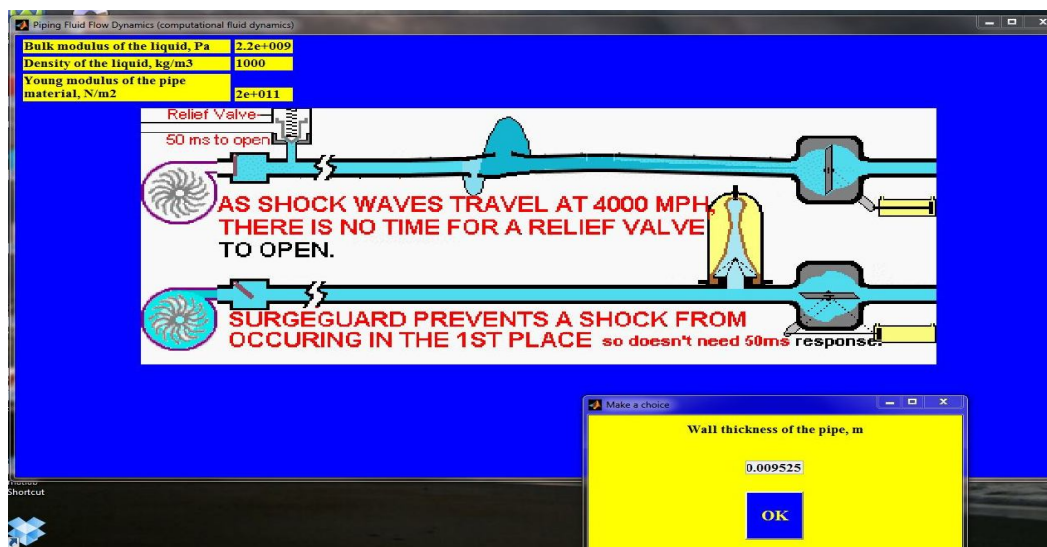 Piping Fluid Flow Dynamics (computational fluid dynamics)
Bulk modulus of the liquid, Pa 2.2e+009
Density of the liquid, kg/m3 1000
Young modulus of the pipe
material, N/m2 2e+011
Relief Valve
50 ms to open
AS SHOCK WAVES TRAVEL AT 4000 MPH,
THERE IS NO TIME FOR A RELIEF VALVE
TO OPEN.
SURGEGUARD PREVENTS A SHOCK FROM
OCCURING IN THE 1ST PLACE so doesn't need 50ms response.
Make a choice
Wall thickness of the pipe, m
0.009525
OK
Shortcut